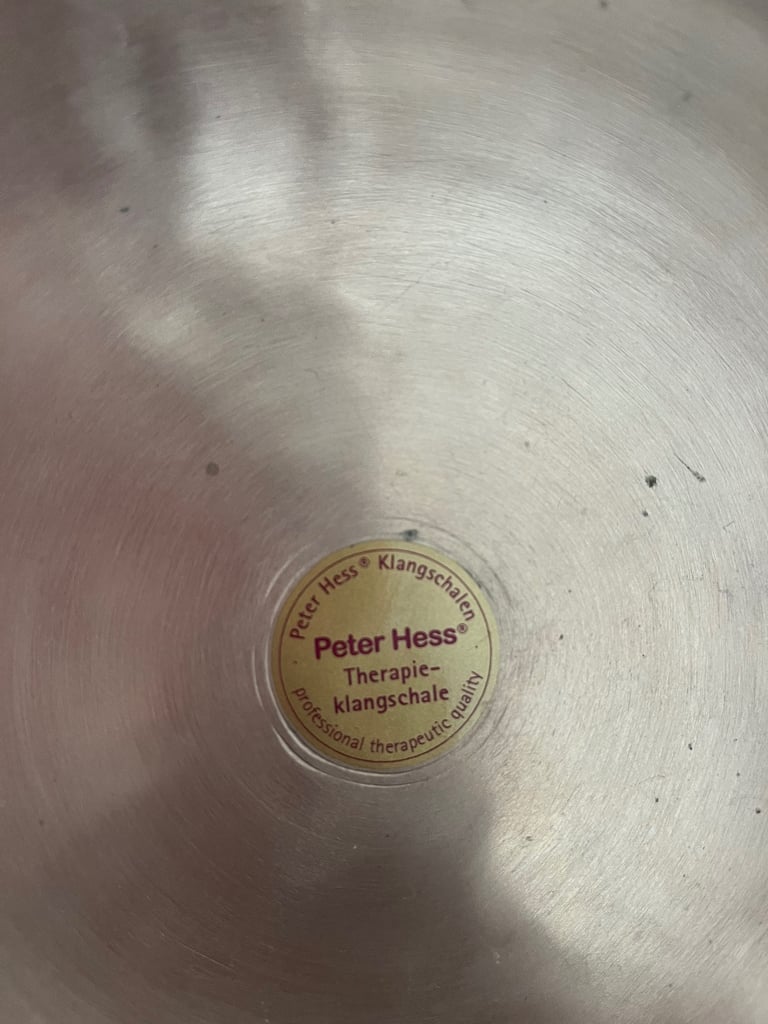 Peter Hess® Klangschalen
Peter Hess®
Therapie-
klangschale
professional therapeutic quality